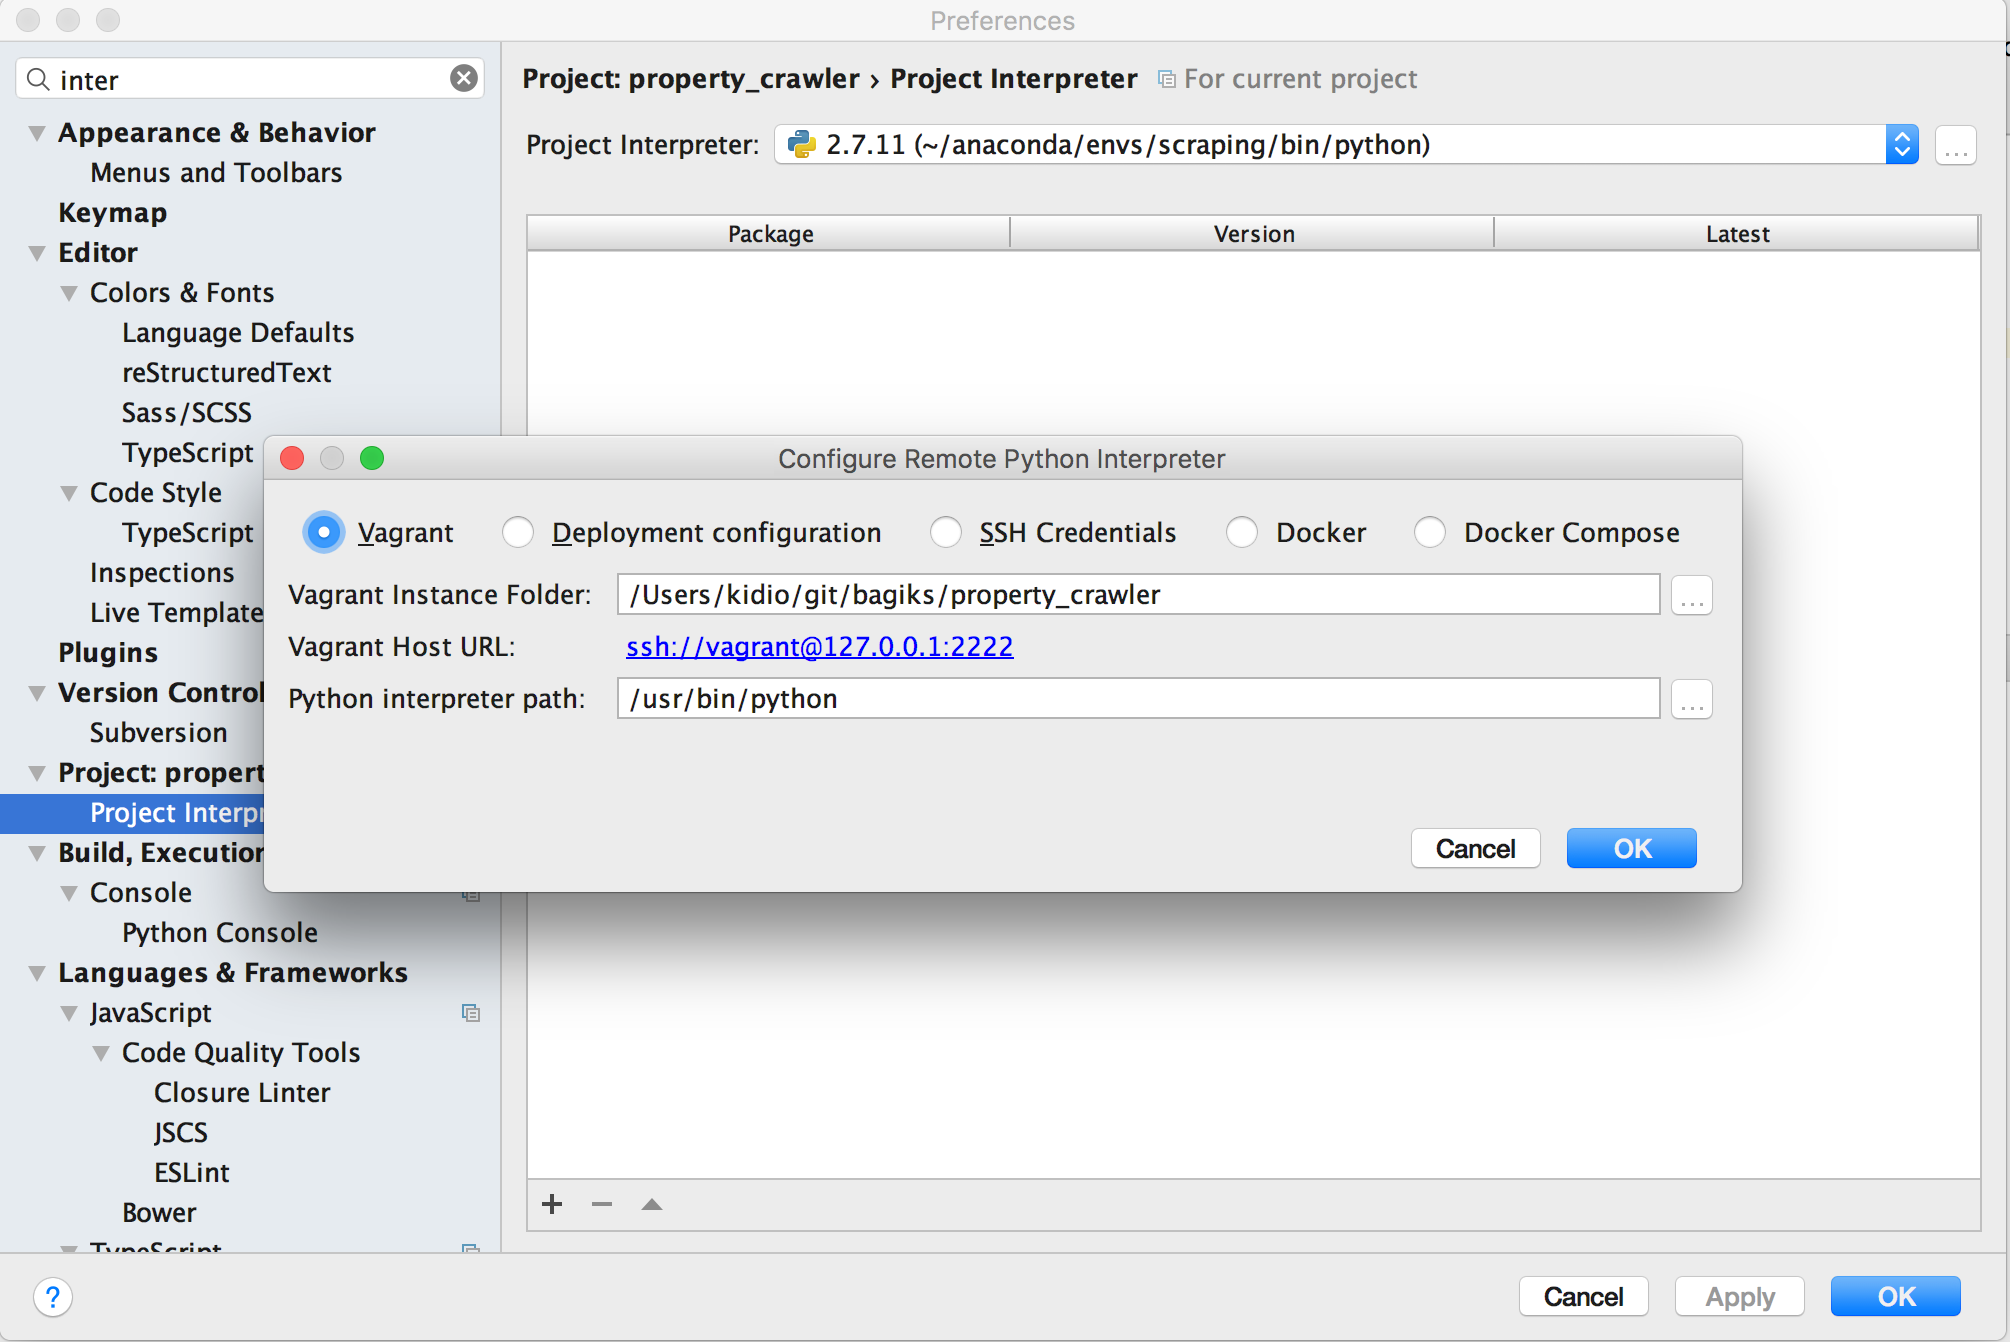 Preferences
inter
Appearance & Behavior
Menus and Toolbars
Keymap
Editor
Colors & Fonts
Language Defaults
reStructuredText
Sass/SCSS
TypeScript
Code Style
TypeScript
Inspections
Live Template
Plugins
Version Control
Subversion
Project: propert
Project Interpr
Build, Execution
Console
Python Console
Languages & Frameworks
JavaScript
Code Quality Tools
Closure Linter
JSCS
ESLint
Bower
TypeScript
Project: property_crawler › Project Interpreter For current project
Project Interpreter: 2.7.11 (~/anaconda/envs/scraping/bin/python) ...
Package Version Latest
Configure Remote Python Interpreter
Vagrant Deployment configuration SSH Credentials Docker Docker Compose
Vagrant Instance Folder: /Users/kidio/git/bagiks/property_crawler ...
Vagrant Host URL: ssh://vagrant@127.0.0.1:2222
Python interpreter path: /usr/bin/python ...
Cancel OK
? Cancel Apply OK